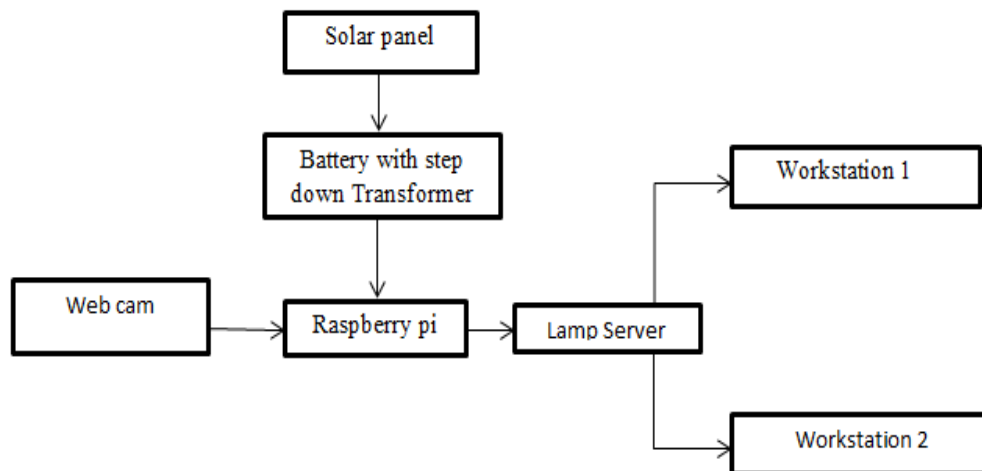 Solar panel
Battery with step
down Transformer
Workstation 1
Web cam
Raspberry pi
Lamp Server
Workstation 2